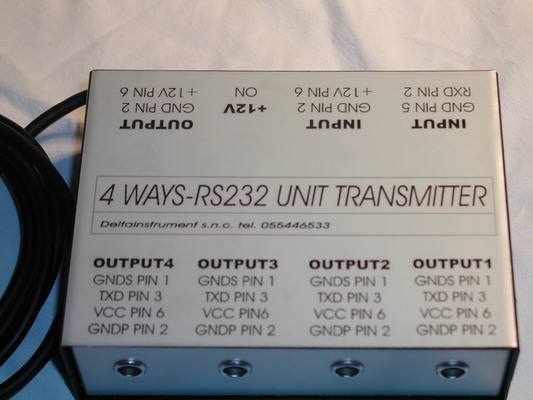 INPUT
GND PIN 5
RXD PIN 2
INPUT
GND PIN 2
+12V PIN 6
+12V
ON
OUTPUT
GND PIN 2
+12V PIN 6
4 WAYS-RS232 UNIT TRANSMITTER
Deltainstrument s.n.c. tel. 055446533
OUTPUT4
GNDS PIN 1
TXD PIN 3
VCC PIN 6
GNDP PIN 2
OUTPUT3
GNDS PIN 1
TXD PIN 3
VCC PIN6
GNDP PIN 2
OUTPUT2
GNDS PIN 1
TXD PIN 3
VCC PIN 6
GNDP PIN 2
OUTPUT1
GNDS PIN 1
TXD PIN 3
VCC PIN 6
GNDP PIN 2